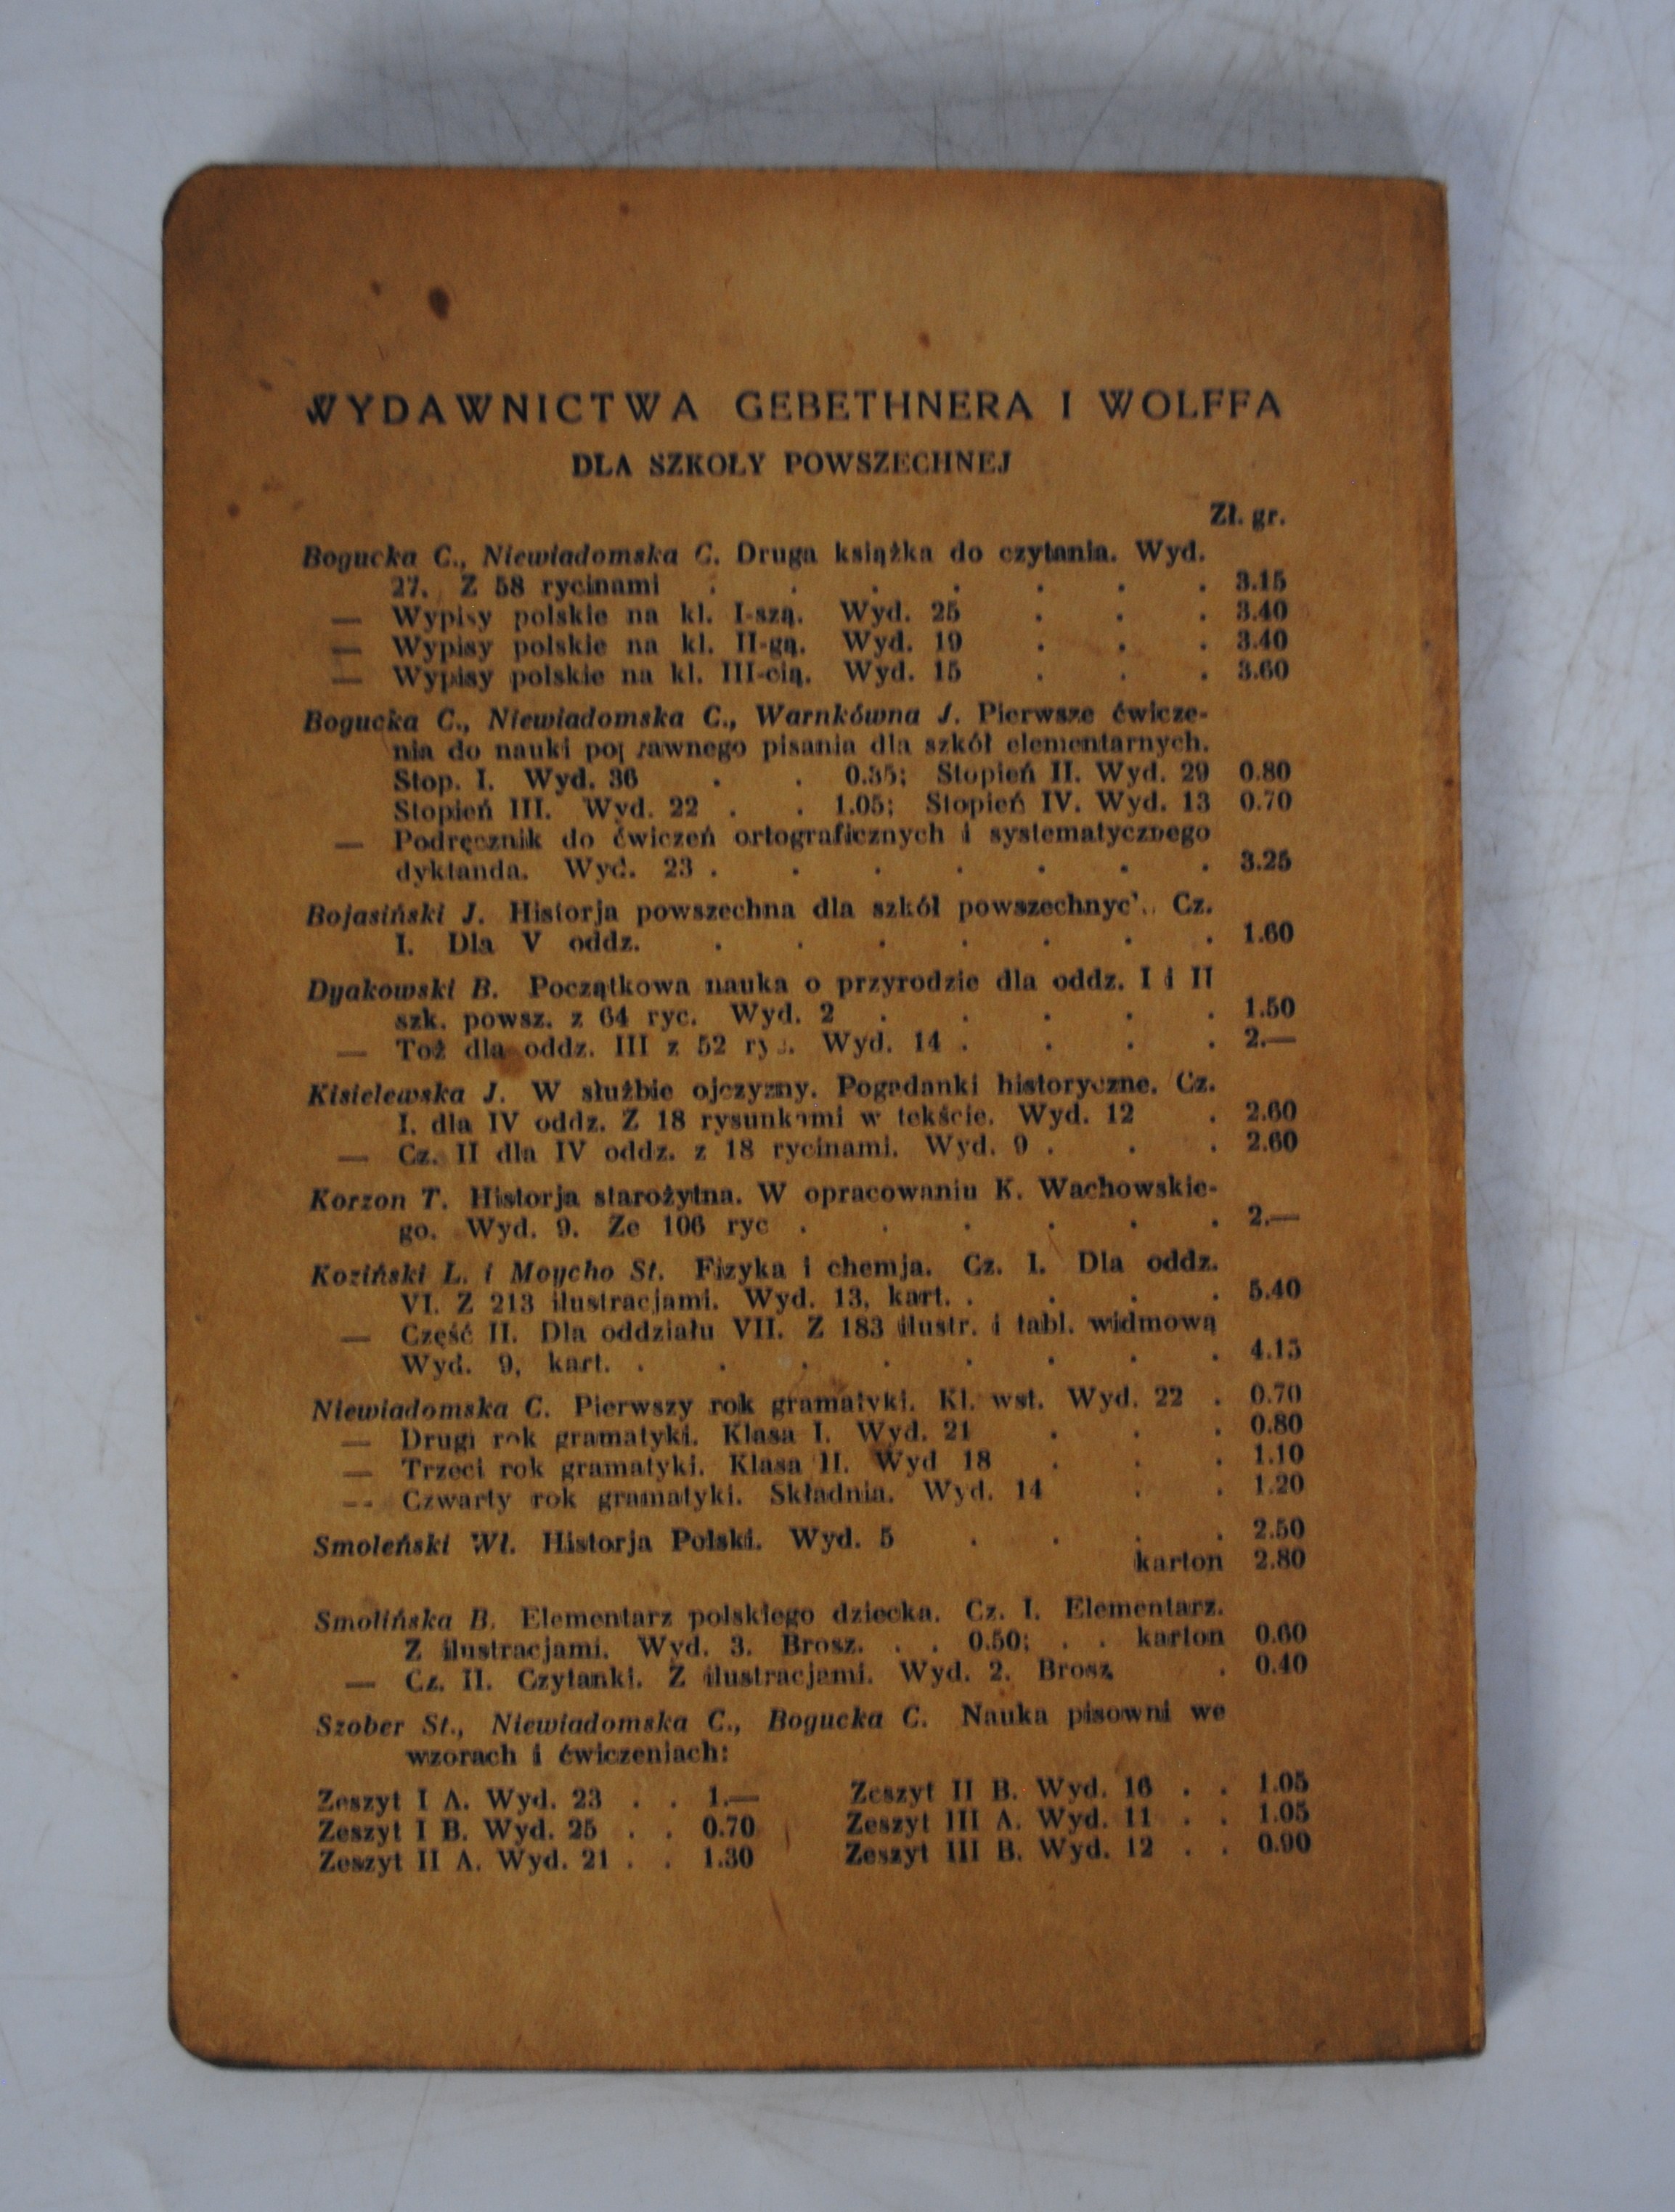 WYDAWNICTWA GEBETHNERA I WOLFFA
DLA SZKOŁY POWSZECHNEJ
Zł. gr.
Bogucka C., Niewiadomska C. Druga książka do czytania. Wyd.
27. Z 58 rycinami . . . . . . . 3.15
— Wypisy polskie na kl. I-szą. Wyd. 25 . . . 3.40
— Wypisy polskie na kl. II-gą. Wyd. 19 . . . 3.40
— Wypisy polskie na kl. III-cią. Wyd. 15 . . . 3.60
Bogucka C., Niewiadomska C., Warnkówna J. Pierwsze ćwicze-
nia do nauki poprawnego pisania dla szkół elementarnych.
Stop. I. Wyd. 36 . . 0.35; Stopień II. Wyd. 29 0.80
Stopień III. Wyd. 22 . . 1.05; Stopień IV. Wyd. 13 0.70
— Podręcznik do ćwiczeń ortograficznych i systematycznego
dyktanda. Wyd. 23 . . . . . . . 3.25
Bojasiński J. Historja powszechna dla szkół powszechnych. Cz.
I. Dla V oddz. . . . . . . . 1.60
Dyakowski B. Początkowa nauka o przyrodzie dla oddz. I i II
szk. powsz. z 64 ryc. Wyd. 2 . . . . . 1.50
— Toż dla oddz. III z 52 ryc. Wyd. 14 . . . . 2.—
Kisielewska J. W służbie ojczyzny. Pogadanki historyczne. Cz.
I. dla IV oddz. Z 18 rysunkami w tekście. Wyd. 12 . 2.60
— Cz. II dla IV oddz. z 18 rycinami. Wyd. 9 . . . 2.60
Korzon T. Historja starożytna. W opracowaniu K. Wachowskie-
go. Wyd. 9. Ze 106 ryc . . . . . . 2.—
Koziński L. i Moycho St. Fizyka i chemja. Cz. I. Dla oddz.
VI. Z 213 ilustracjami. Wyd. 13, kart. . . . . 5.40
— Część II. Dla oddziału VII. Z 183 ilustr. i tabl. widmową
Wyd. 9, kart. . . . . . . . . 4.15
Niewiadomska C. Pierwszy rok gramatyki. Kl. wst. Wyd. 22 . 0.70
— Drugi rok gramatyki. Klasa I. Wyd. 21 . . . 0.80
— Trzeci rok gramatyki. Klasa II. Wyd 18 . . . 1.10
— Czwarty rok gramatyki. Składnia. Wyd. 14 . . 1.20
Smoleński Wł. Historja Polski. Wyd. 5 . . . . 2.50
karton 2.80
Smolińska B. Elementarz polskiego dziecka. Cz. I. Elementarz.
Z ilustracjami. Wyd. 3. Brosz. . . 0.50; . . karton 0.60
— Cz. II. Czytanki. Z ilustracjami. Wyd. 2. Brosz . 0.40
Szober St., Niewiadomska C., Bogucka C. Nauka pisowni we
wzorach i ćwiczeniach:
Zeszyt I A. Wyd. 23 . . 1.— Zeszyt II B. Wyd. 16 . . 1.05
Zeszyt I B. Wyd. 25 . . 0.70 Zeszyt III A. Wyd. 11 . . 1.05
Zeszyt II A. Wyd. 21 . . 1.30 Zeszyt III B. Wyd. 12 . . 0.90